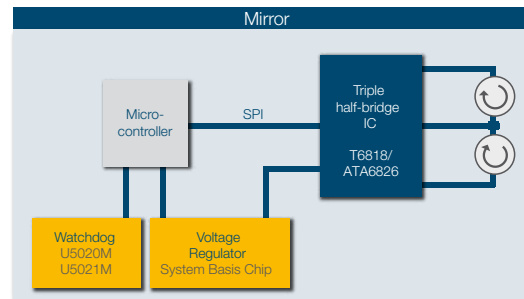 Mirror
Micro-
controller
SPI
Triple
half-bridge
IC
T6818/
ATA6826
Watchdog
U5020M
U5021M
Voltage
Regulator
System Basis Chip